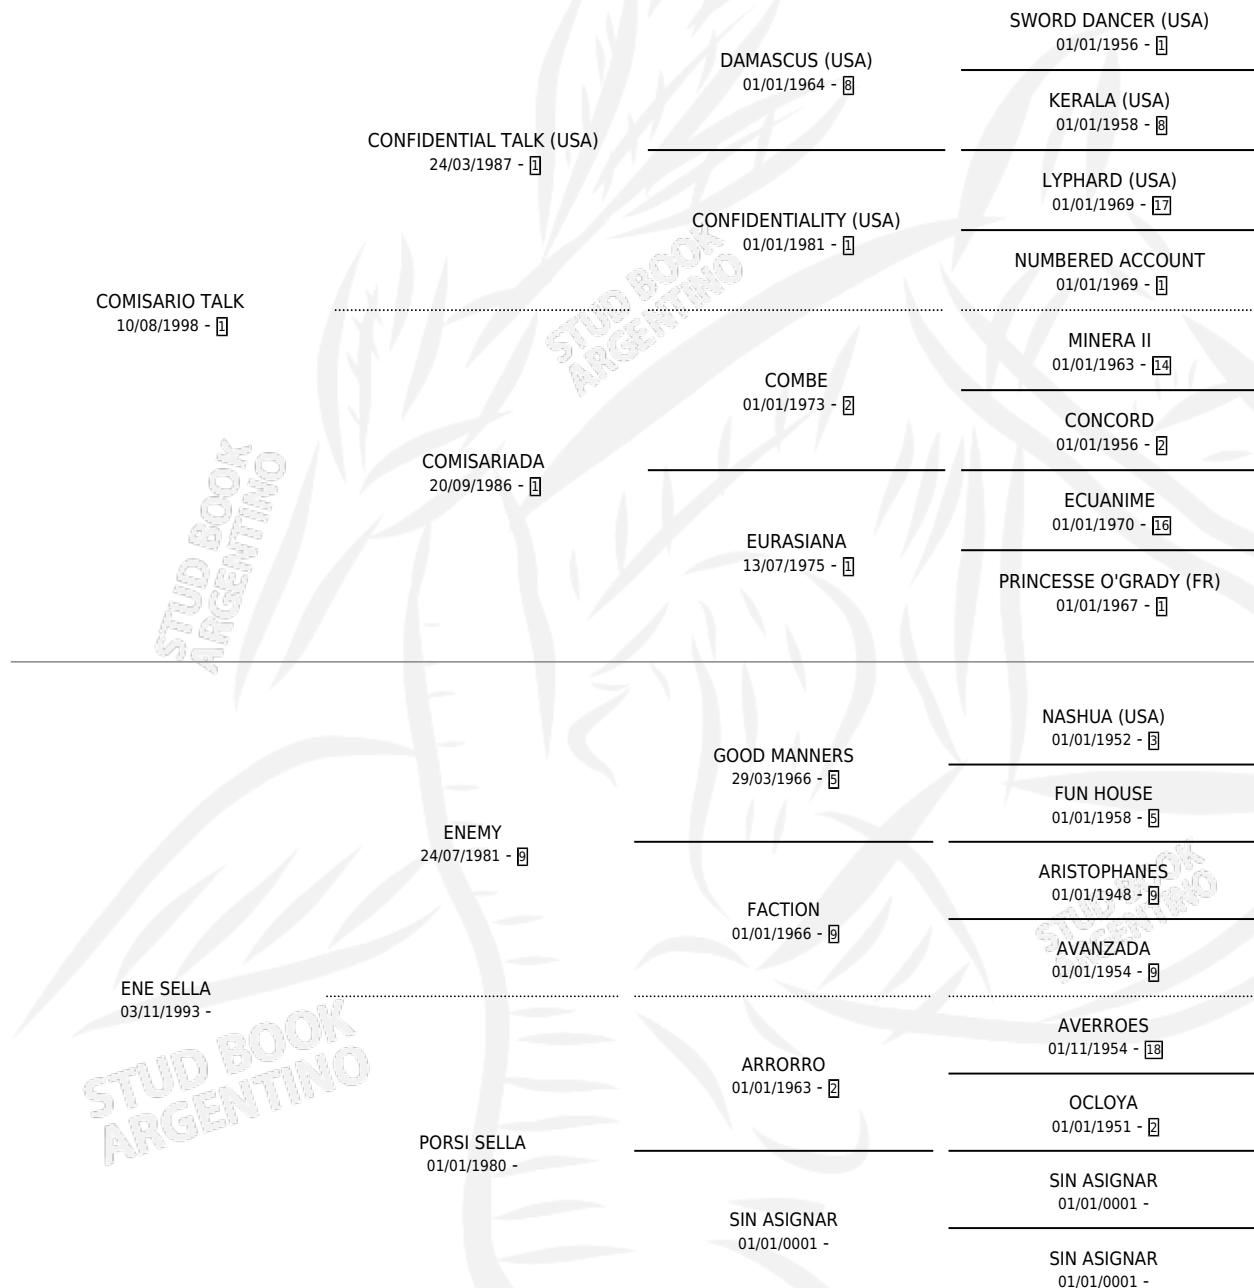 SWORD DANCER (USA)
01/01/1956 - 1
DAMASCUS (USA)
01/01/1964 - 8
KERALA (USA)
01/01/1958 - 8
CONFIDENTIAL TALK (USA)
24/03/1987 - 1
LYPHARD (USA)
01/01/1969 - 17
CONFIDENTIALITY (USA)
01/01/1981 - 1
NUMBERED ACCOUNT
01/01/1969 - 1
COMISARIO TALK
10/08/1998 - 1
MINERA II
01/01/1963 - 14
COMBE
01/01/1973 - 2
CONCORD
01/01/1956 - 2
COMISARIADA
20/09/1986 - 1
ECUANIME
01/01/1970 - 16
EURASIANA
13/07/1975 - 1
PRINCESSE O'GRADY (FR)
01/01/1967 - 1
NASHUA (USA)
01/01/1952 - 3
GOOD MANNERS
29/03/1966 - 5
FUN HOUSE
01/01/1958 - 5
ENEMY
24/07/1981 - 9
ARISTOPHANES
01/01/1948 - 9
FACTION
01/01/1966 - 9
AVANZADA
01/01/1954 - 9
ENE SELLA
03/11/1993 -
AVERROES
01/11/1954 - 18
ARRORRO
01/01/1963 - 2
OCLOYA
01/01/1951 - 2
PORSI SELLA
01/01/1980 -
SIN ASIGNAR
01/01/0001 -
SIN ASIGNAR
01/01/0001 -
SIN ASIGNAR
01/01/0001 -
STUD BOOK
ARGENTINO
STUD BOOK
ARGENTINO
STUD BOOK
ARGENTINO
STUD BOOK
ARGENTINO